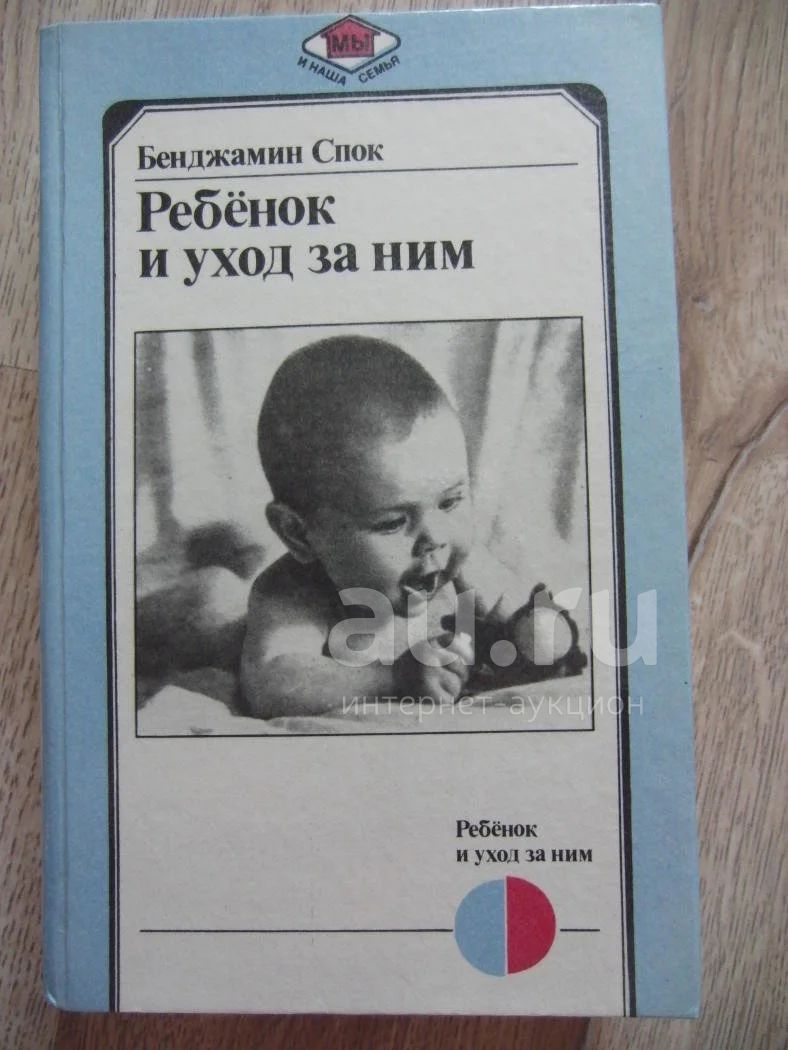 МЫ
И НАША СЕМЬЯ
Бенджамин Спок
Ребёнок
и уход за ним
au.ru
интернет-аукцион
Ребёнок
и уход за ним